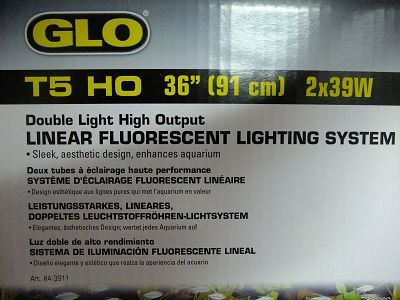 GLO
T5 HO 36" (91 cm) 2x39W
Double Light High Output
LINEAR FLUORESCENT LIGHTING SYSTEM
• Sleek, aesthetic design, enhances aquarium
Deux tubes à éclairage haute performance
SYSTÈME D'ÉCLAIRAGE FLUORESCENT LINÉAIRE
• Design esthétique aux lignes pures qui met l'aquarium en valeur
LEISTUNGSSTARKES, LINEARES,
DOPPELTES LEUCHTSTOFFRÖHREN-LICHTSYSTEM
• Elegantes, ästhetisches Design; wertet jedes Aquarium auf
Luz doble de alto rendimiento
SISTEMA DE ILUMINACIÓN FLUORESCENTE LINEAL
• Diseño elegante y estético que realza la apariencia del acuario
Art. #A-3911